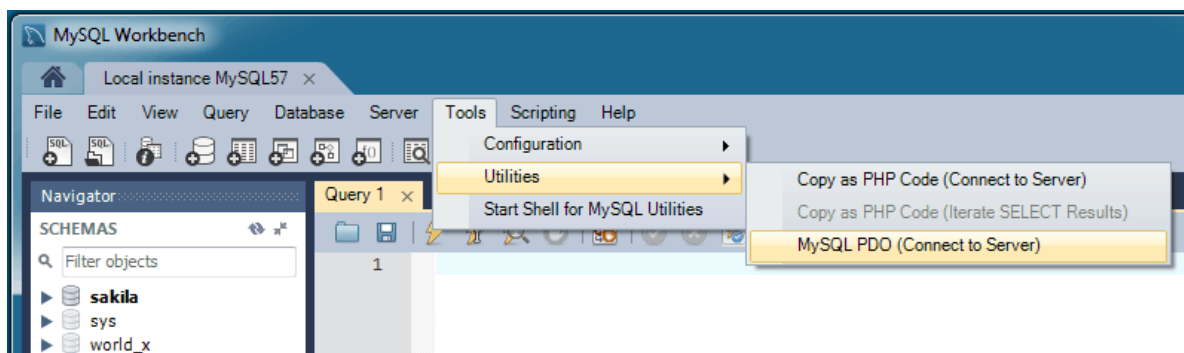 MySQL Workbench
Local instance MySQL57 ×
File Edit View Query Database Server Tools Scripting Help
SQL SQL
Configuration
Utilities
Start Shell for MySQL Utilities
Copy as PHP Code (Connect to Server)
Copy as PHP Code (Iterate SELECT Results)
MySQL PDO (Connect to Server)
Navigator
Query 1 ×
SCHEMAS
Filter objects
1
sakila
sys
world_x